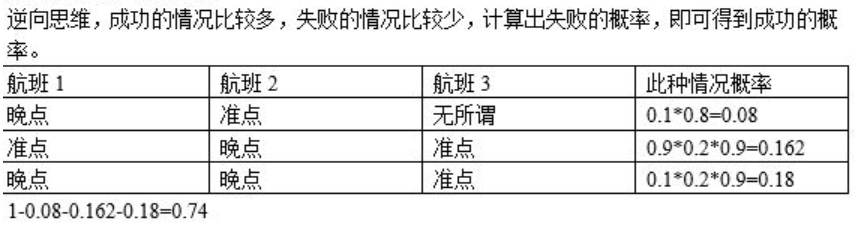 逆向思维，成功的情况比较多，失败的情况比较少，计算出失败的概率，即可得到成功的概
率。
航班 1 航班 2 航班 3 此种情况概率
晚点 准点 无所谓 0.1*0.8=0.08
准点 晚点 准点 0.9*0.2*0.9=0.162
晚点 晚点 准点 0.1*0.2*0.9=0.18
1-0.08-0.162-0.18=0.74